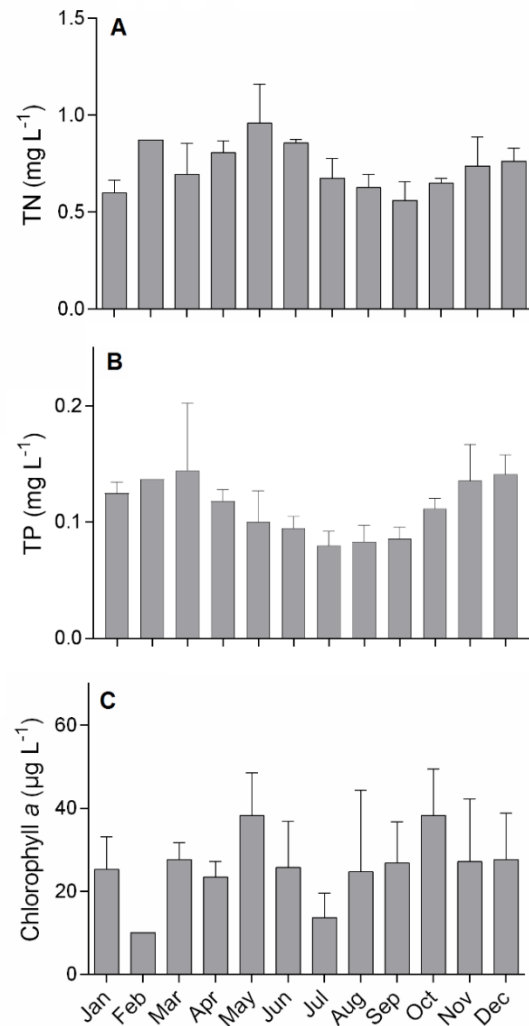 A
TN (mg L⁻¹)
1.5
1.0
0.5
0.0
B
TP (mg L⁻¹)
0.2
0.1
0.0
C
Chlorophyll a (µg L⁻¹)
60
40
20
0
Jan Feb Mar Apr May Jun Jul Aug Sep Oct Nov Dec